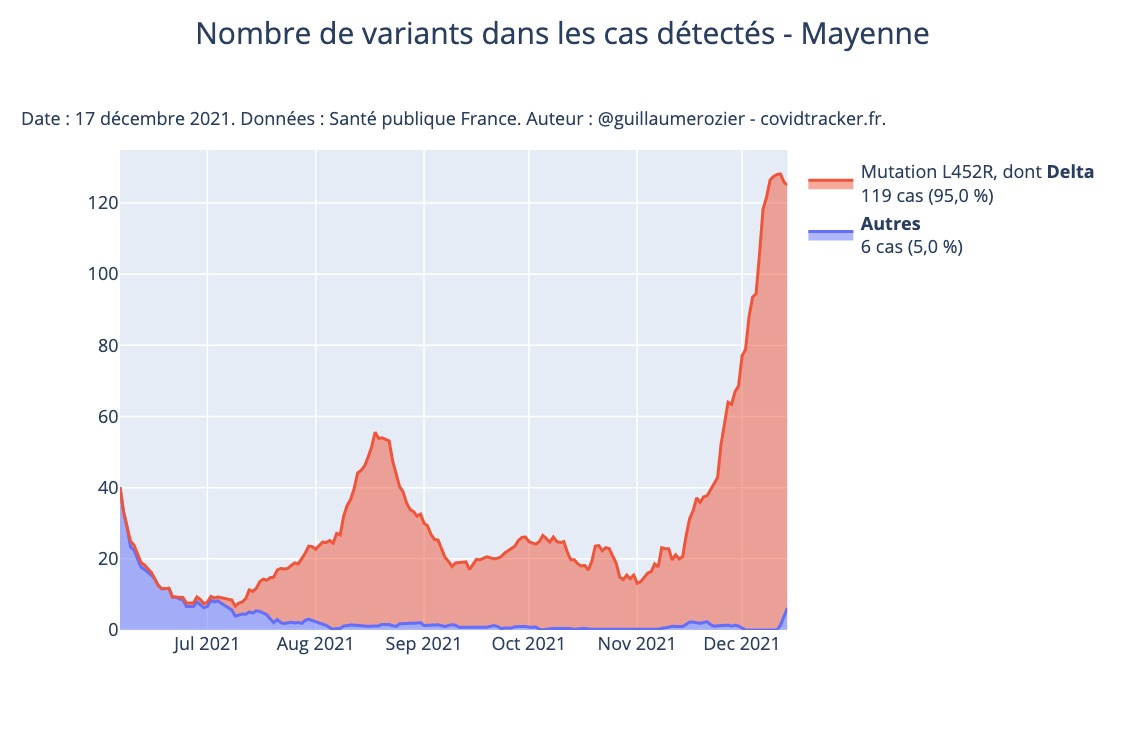 Nombre de variants dans les cas détectés - Mayenne
Date : 17 décembre 2021. Données : Santé publique France. Auteur : @guillaumerozier - covidtracker.fr.
Mutation L452R, dont Delta
119 cas (95,0 %)
Autres
6 cas (5,0 %)
120
100
80
60
40
20
0
Jul 2021 Aug 2021 Sep 2021 Oct 2021 Nov 2021 Dec 2021